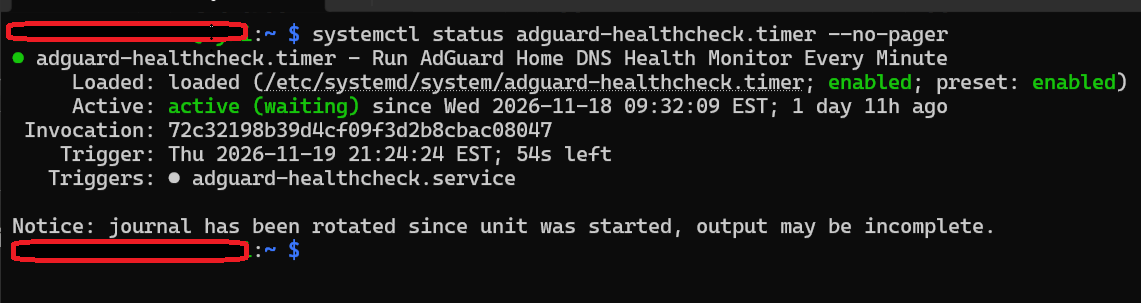 :~ $ systemctl status adguard-healthcheck.timer --no-pager
● adguard-healthcheck.timer - Run AdGuard Home DNS Health Monitor Every Minute
Loaded: loaded (/etc/systemd/system/adguard-healthcheck.timer; enabled; preset: enabled)
Active: active (waiting) since Wed 2026-11-18 09:32:09 EST; 1 day 11h ago
Invocation: 72c32198b39d4cf09f3d2b8cbac08047
Trigger: Thu 2026-11-19 21:24:24 EST; 54s left
Triggers: ● adguard-healthcheck.service
Notice: journal has been rotated since unit was started, output may be incomplete.
:~ $